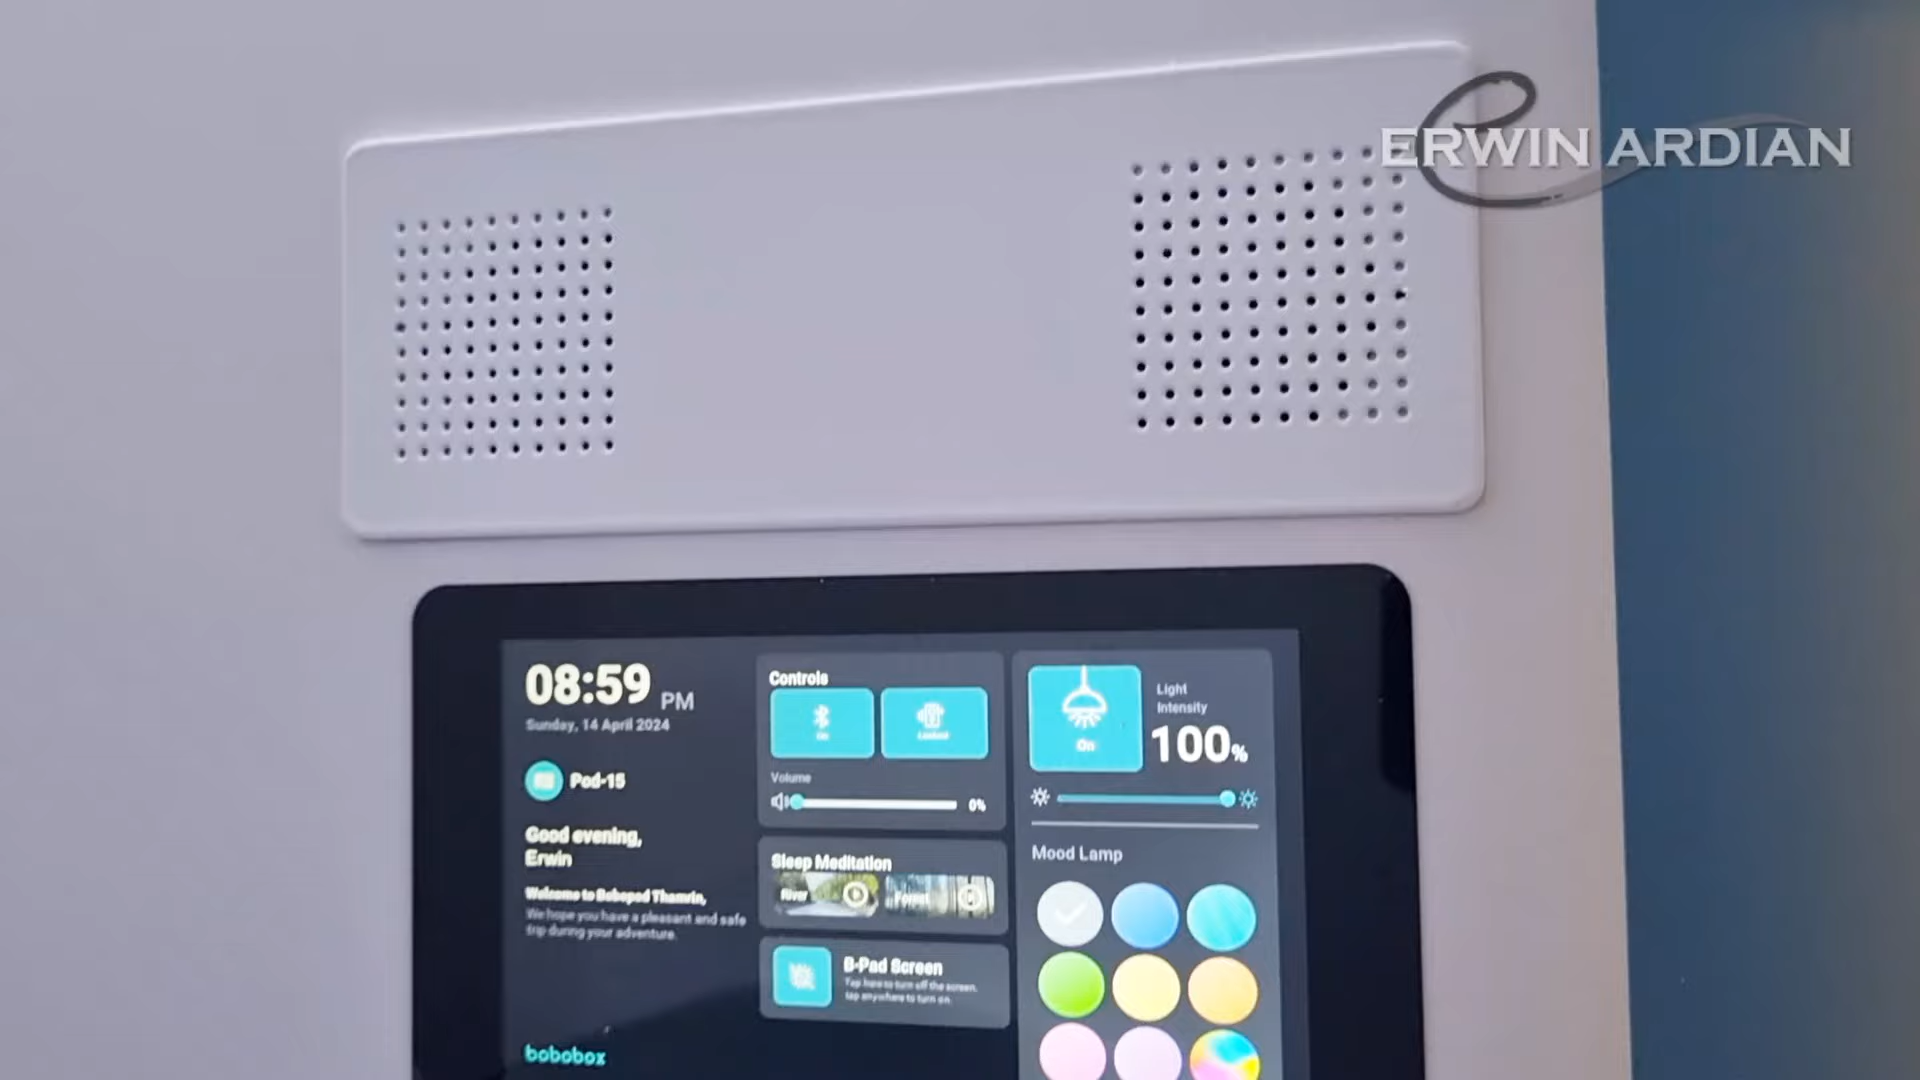 ERWIN ARDIAN
08:59 PM
Sunday, 14 April 2024
Pod-15
Good evening,
Erwin
Welcome to Bobopod Thamrin,
We hope you have a pleasant and safe
trip during your adventure.
bobobox
Controls
On
Locked
Volume
0%
Sleep Meditation
River
Forest
B-Pad Screen
Tap here to turn off the screen,
tap anywhere to turn on.
On
Light
Intensity
100%
Mood Lamp